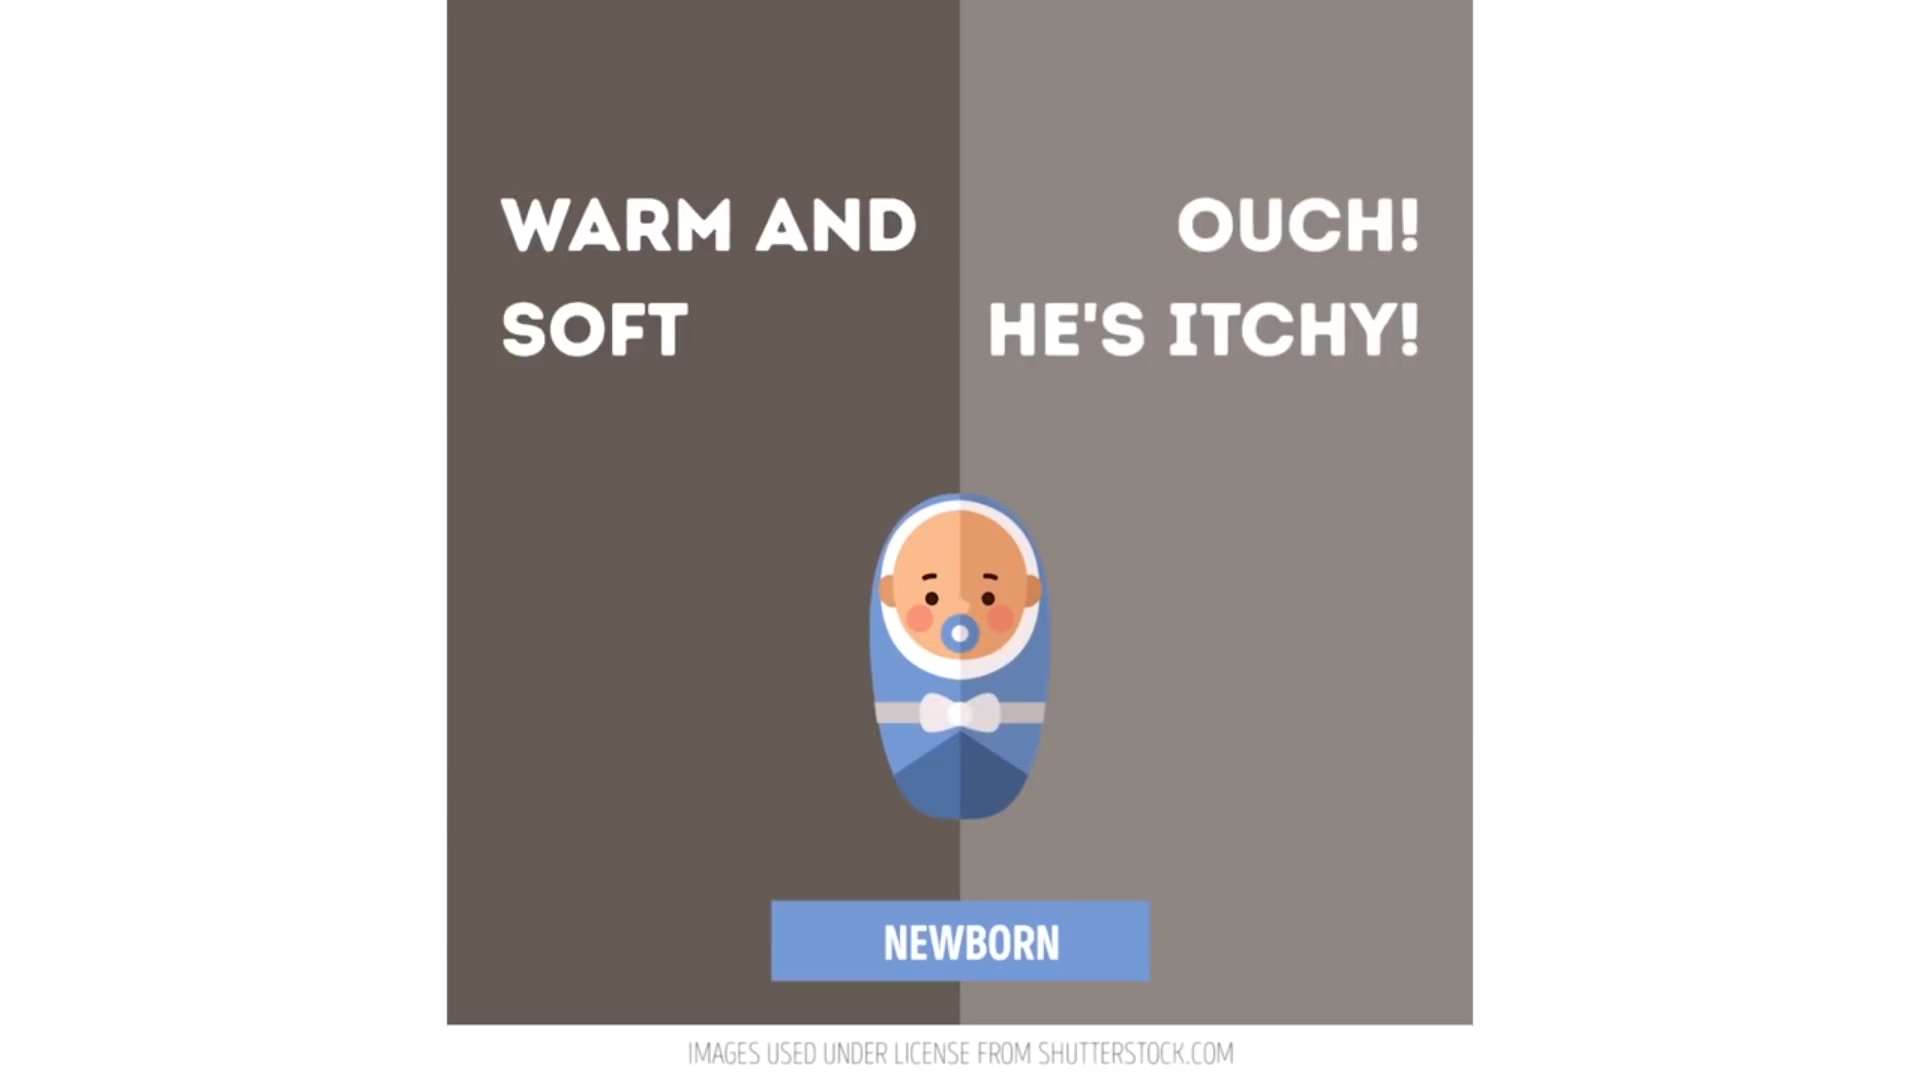 WARM AND
SOFT
OUCH!
HE'S ITCHY!
NEWBORN
IMAGES USED UNDER LICENSE FROM SHUTTERSTOCK.COM